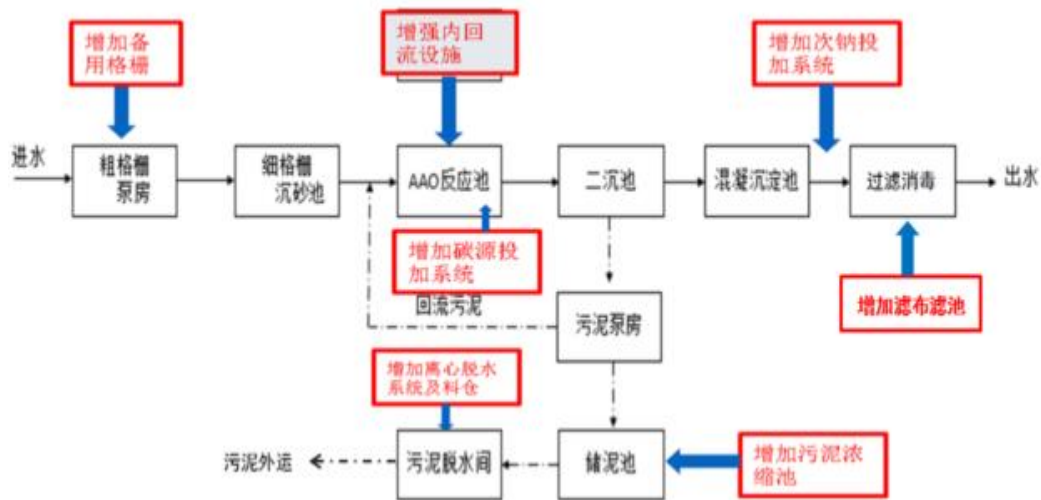 增加备
用格栅
增强内回
流设施
增加次钠投
加系统
进水
粗格栅
泵房
细格栅
沉砂池
AAO反应池
二沉池
混凝沉淀池
过滤消毒
出水
增加碳源投
加系统
回流污泥
污泥泵房
增加滤布滤池
增加离心脱水
系统及料仓
污泥外运
污泥脱水间
储泥池
增加污泥浓
缩池